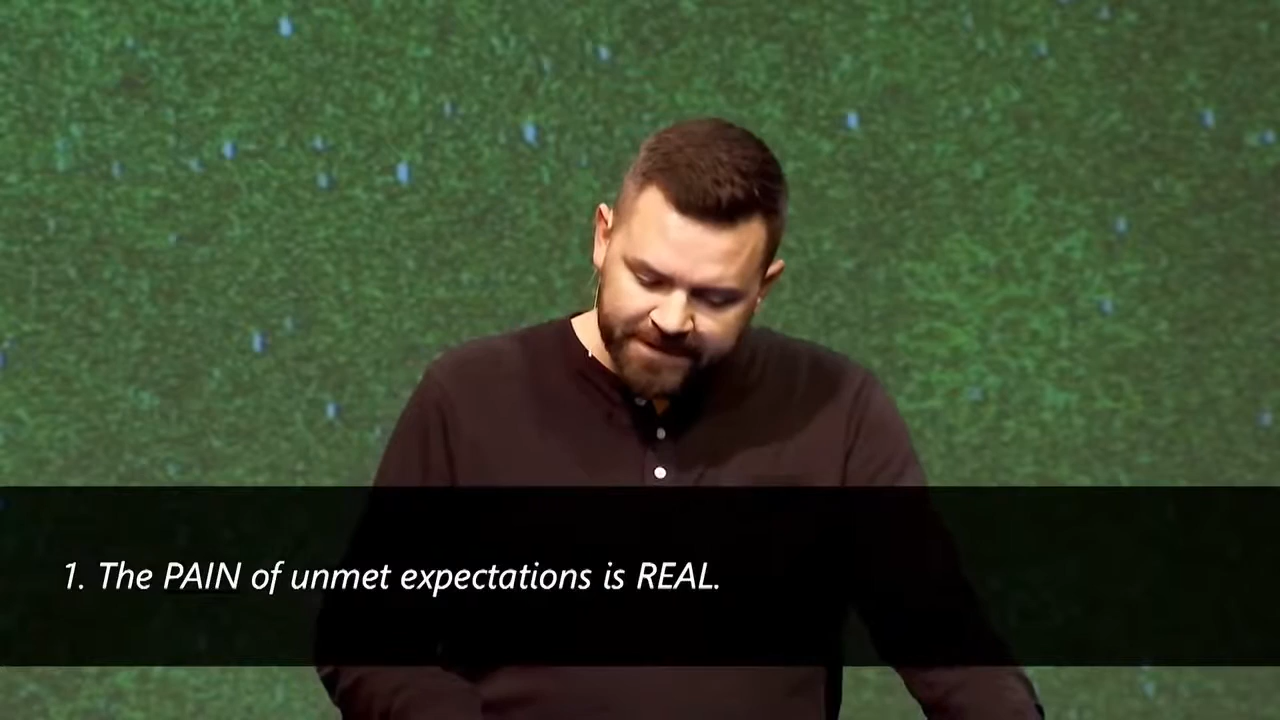 1. The PAIN of unmet expectations is REAL.